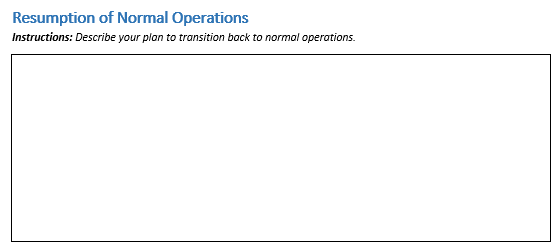 Resumption of Normal Operations
Instructions: Describe your plan to transition back to normal operations.